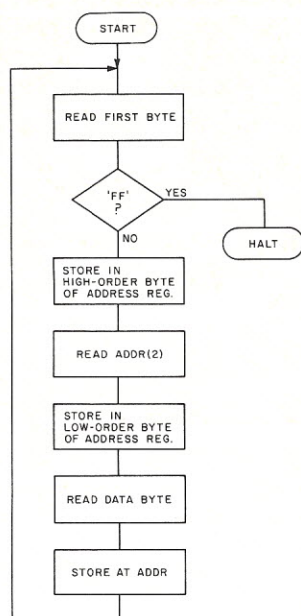 START
READ FIRST BYTE
'FF'
?
YES
NO
HALT
STORE IN
HIGH-ORDER BYTE
OF ADDRESS REG.
READ ADDR(2)
STORE IN
LOW-ORDER BYTE
OF ADDRESS REG.
READ DATA BYTE
STORE AT ADDR